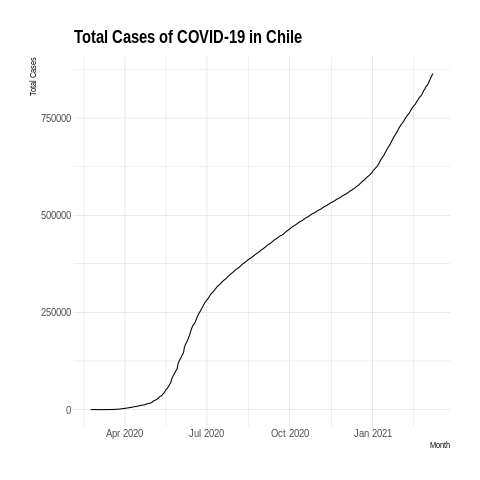 Total Cases of COVID-19 in Chile
Total Cases
750000
500000
250000
0
Apr 2020 Jul 2020 Oct 2020 Jan 2021
Month